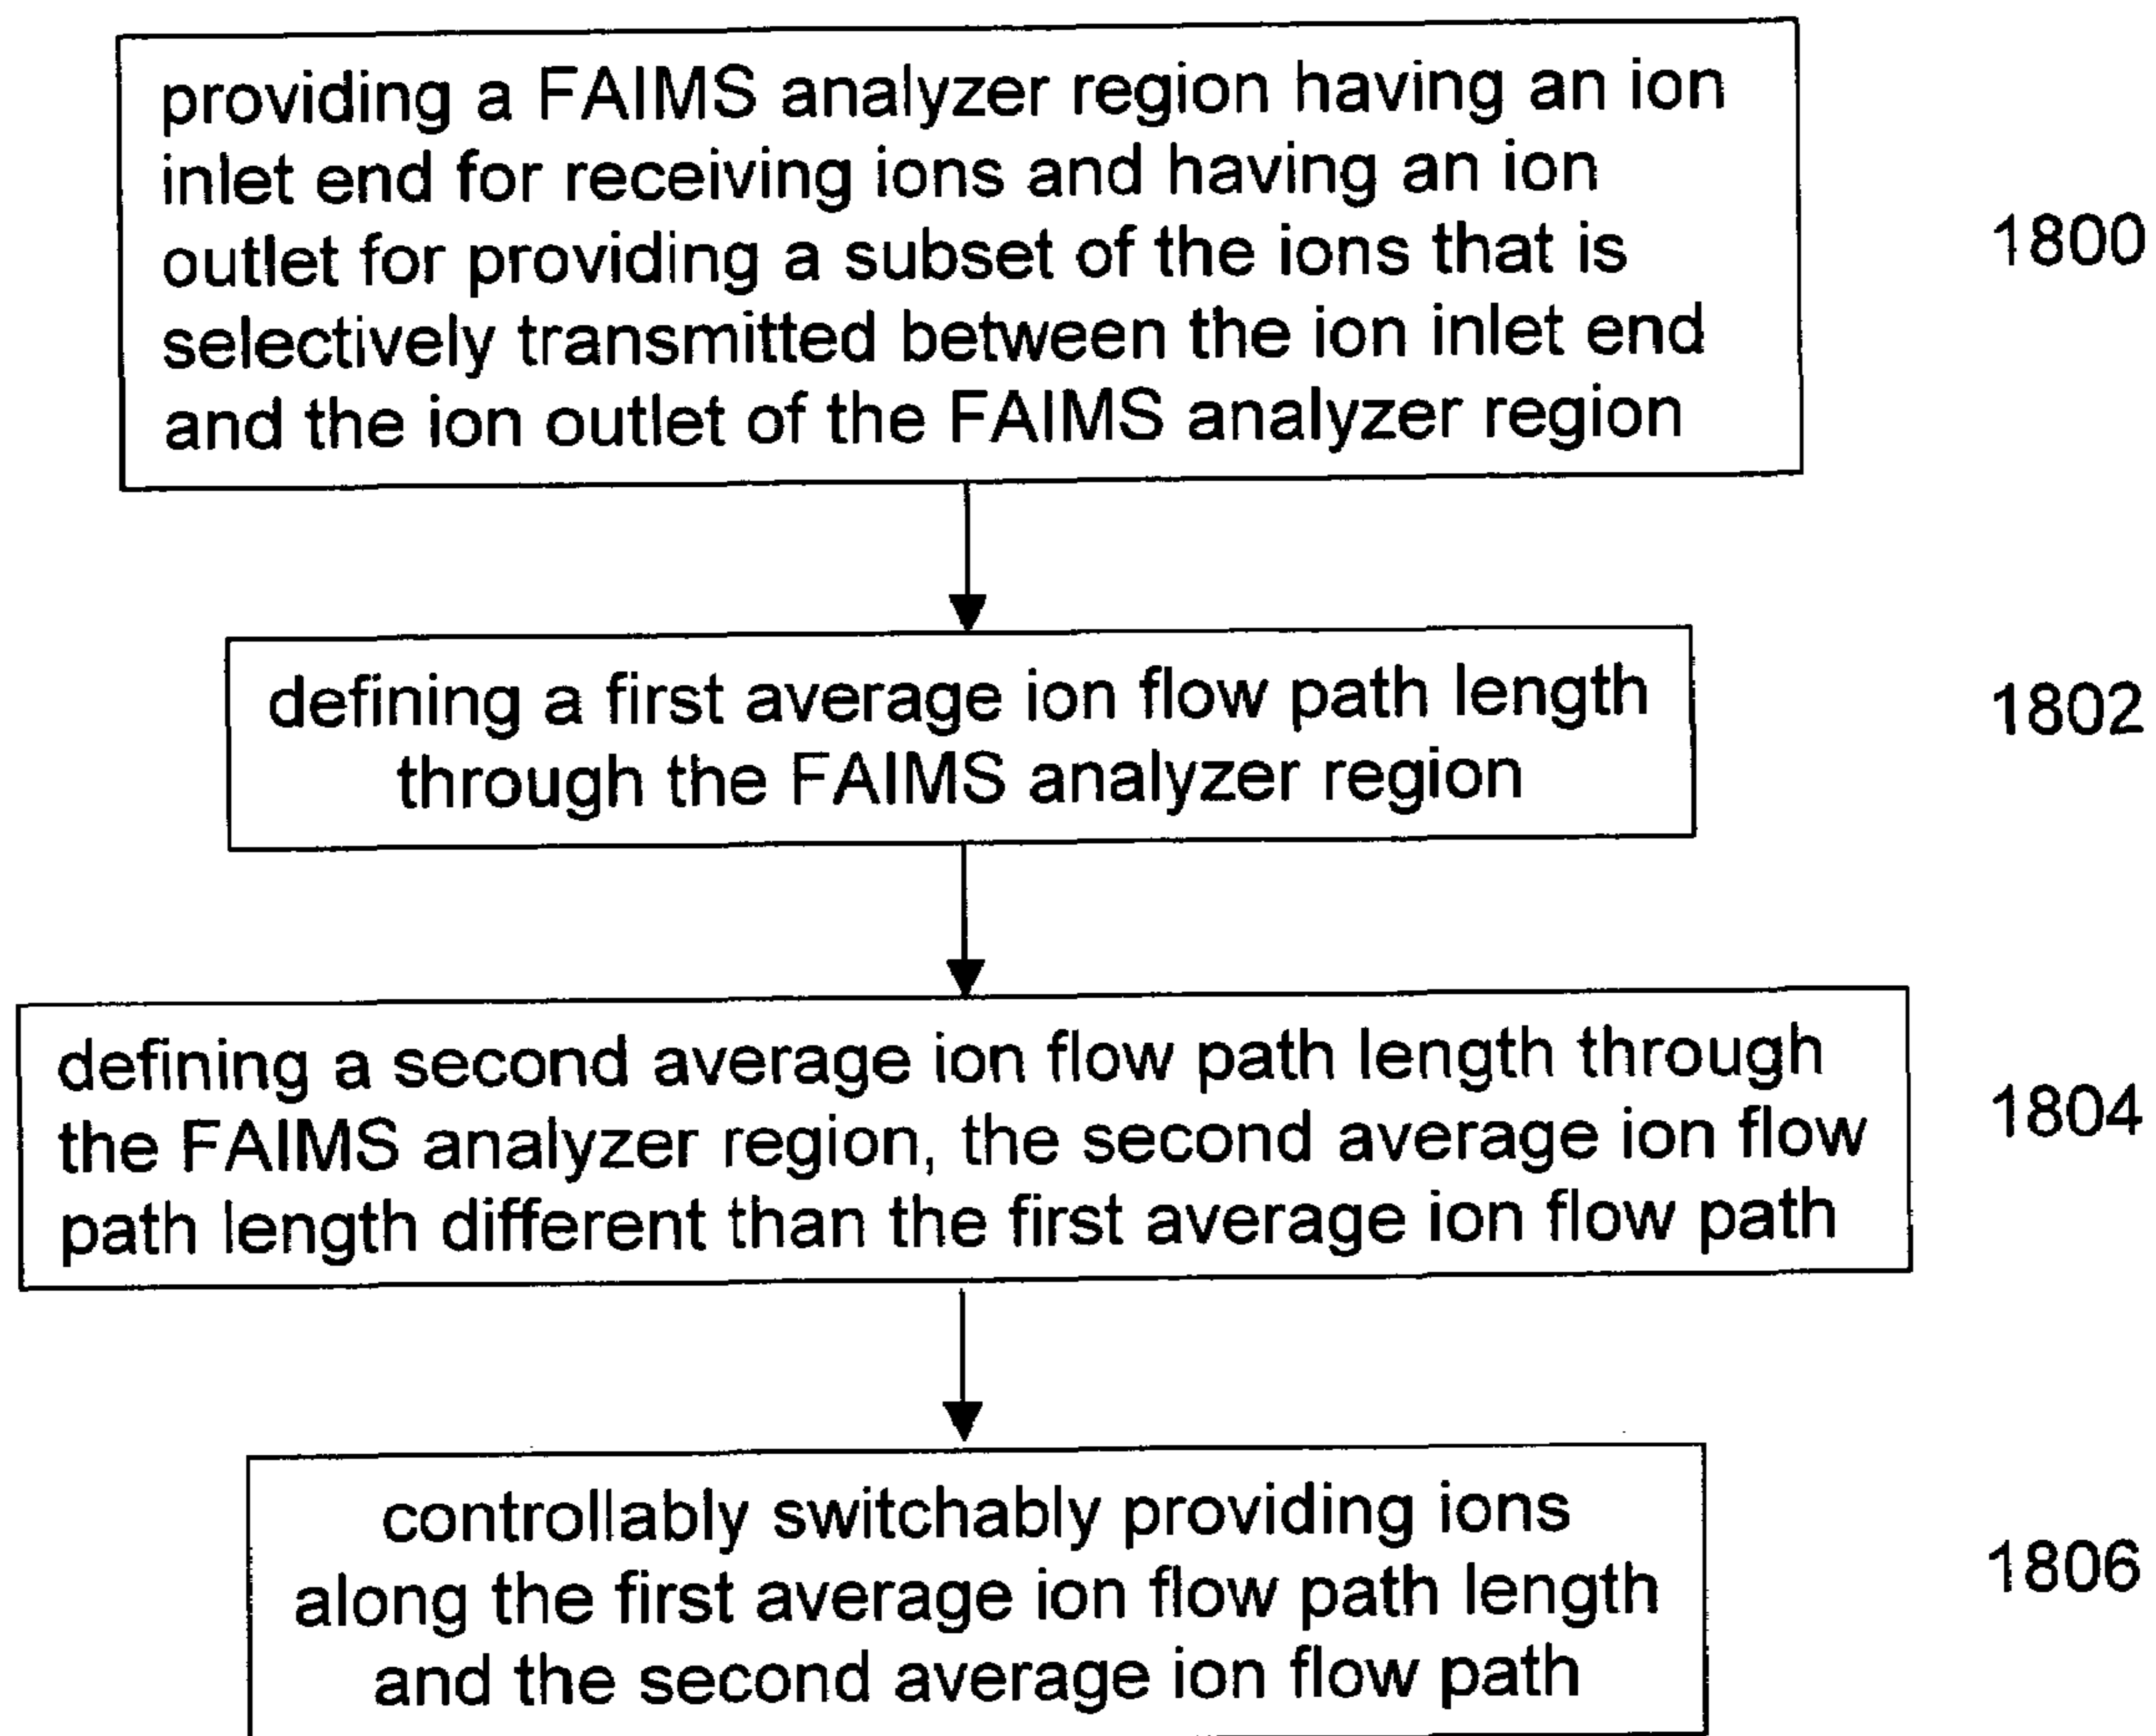 providing a FAIMS analyzer region having an ion
inlet end for receiving ions and having an ion
outlet for providing a subset of the ions that is
selectively transmitted between the ion inlet end
and the ion outlet of the FAIMS analyzer region
1800
defining a first average ion flow path length
through the FAIMS analyzer region
1802
defining a second average ion flow path length through
the FAIMS analyzer region, the second average ion flow
path length different than the first average ion flow path
1804
controllably switchably providing ions
along the first average ion flow path length
and the second average ion flow path
1806